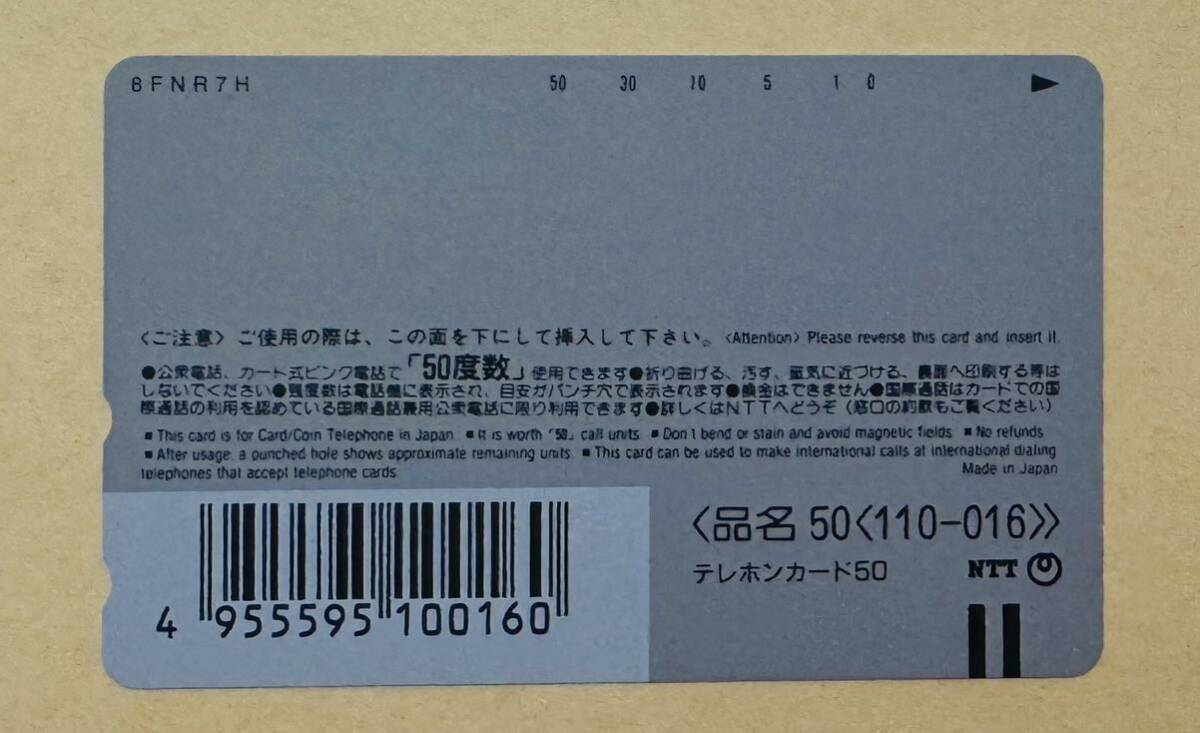 8FNR7H 50 30 10 5 1 0 ▶
〈ご注意〉ご使用の際は、この面を下にして挿入して下さい。〈Attention〉Please reverse this card and insert it.
●公衆電話、カード式ピンク電話で「50度数」使用できます●折り曲げる、汚す、磁気に近づける、裏面へ印刷する等は
しないでください●残度数は電話機に表示され、目安がパンチ穴で表示されます●換金はできません●国際通話はカードでの国
際通話の利用を認めている国際通話兼用公衆電話に限り利用できます●詳しくはNTTへどうぞ(窓口の約款もご覧ください)
■This card is for Card/Coin Telephone in Japan. ■It is worth「50」call units. ■Don't bend or stain and avoid magnetic fields. ■No refunds.
■After usage, a punched hole shows approximate remaining units. ■This card can be used to make international calls at international dialing
telephones that accept telephone cards. Made in Japan
〈品名 50〈110-016〉〉
テレホンカード50 NTT
4 955595 100160